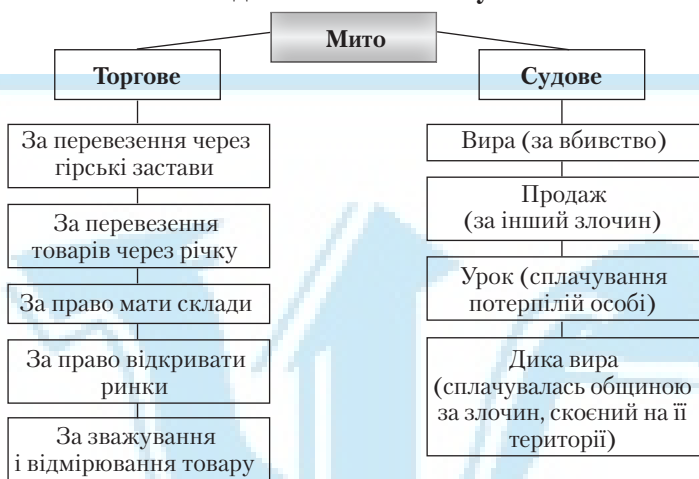 Мито
Торгове
За перевезення через
гірські застави
За перевезення
товарів через річку
За право мати склади
За право відкривати
ринки
За зважування
і відмірювання товару
Судове
Вира (за вбивство)
Продаж
(за інший злочин)
Урок (сплачування
потерпілій особі)
Дика вира
(сплачувалась общиною
за злочин, скоєний на її
території)